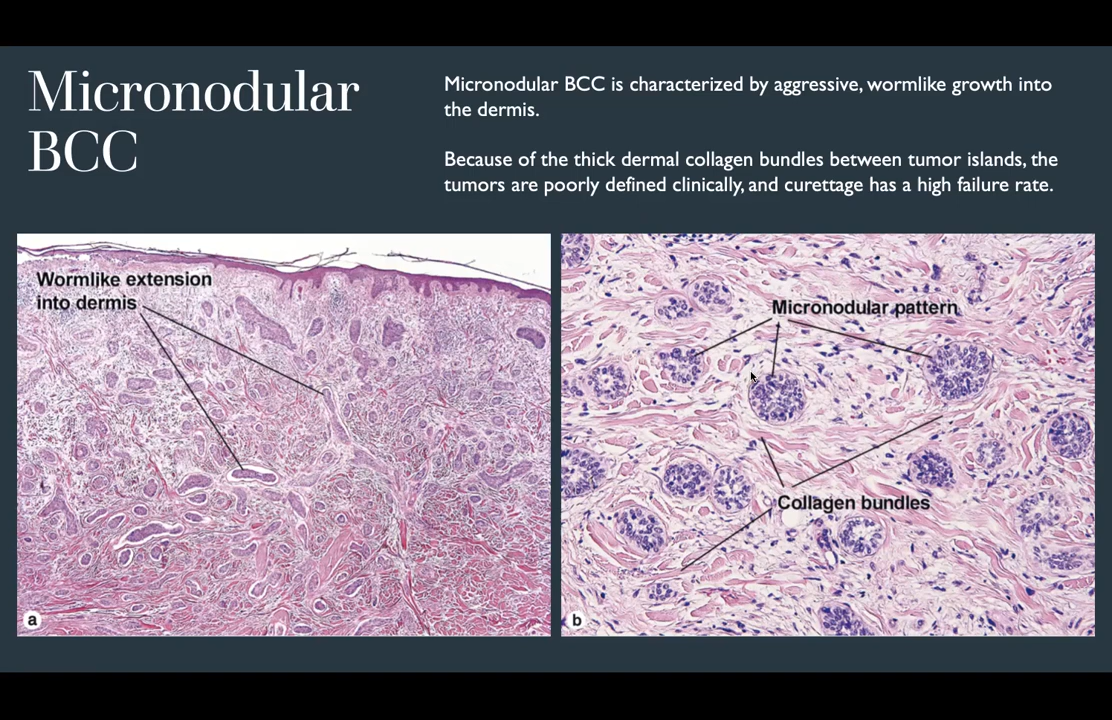 Micronodular
BCC
Micronodular BCC is characterized by aggressive, wormlike growth into
the dermis.
Because of the thick dermal collagen bundles between tumor islands, the
tumors are poorly defined clinically, and curettage has a high failure rate.
Wormlike extension
into dermis
a
Micronodular pattern
Collagen bundles
b